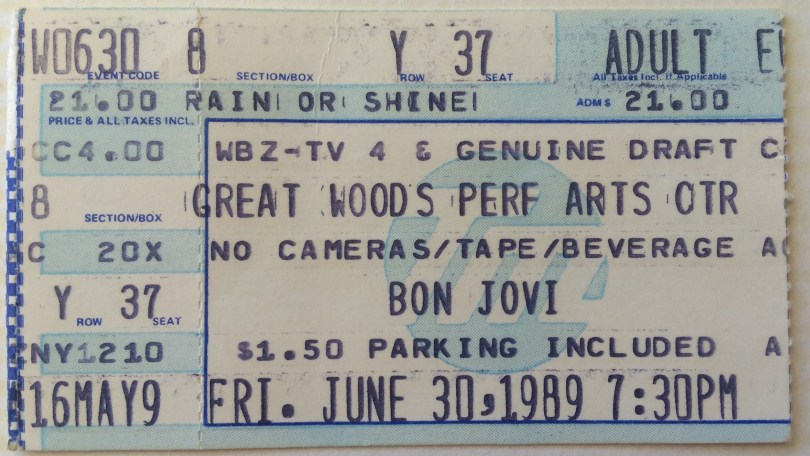 W0630 8 Y 37 ADULT
EVENT CODE SECTION/BOX ROW SEAT All Taxes Incl. If Applicable
21.00 RAIN OR SHINE! ADM $ 21.00
PRICE & ALL TAXES INCL.
CC4.00 WBZ-TV 4 & GENUINE DRAFT C
8 GREAT WOODS PERF ARTS CTR
SECTION/BOX
20X NO CAMERAS/TAPE/BEVERAGE
Y 37 BON JOVI
ROW SEAT
NY1210 $1.50 PARKING INCLUDED A
16MAY9 FRI. JUNE 30,1989 7:30PM